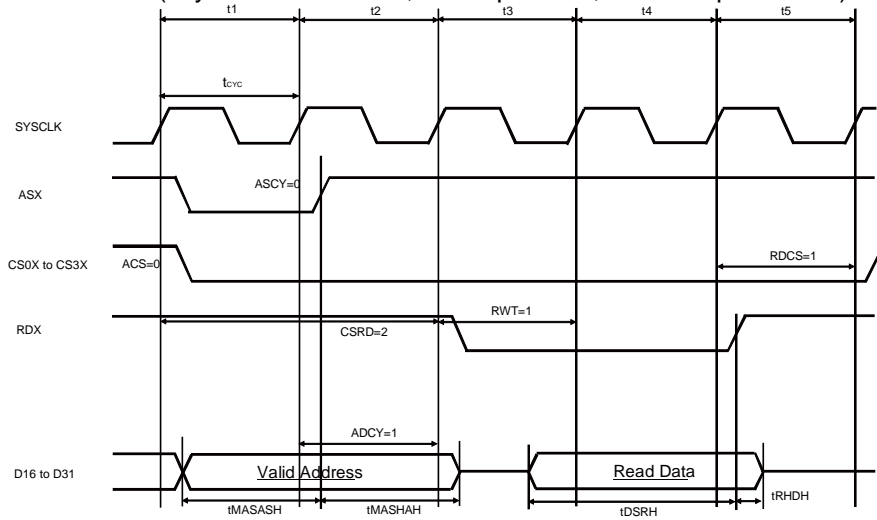 t1 t2 t3 t4 t5
tCYC
SYSCLK
ASX
ASCY=0
CS0X to CS3X
ACS=0
RDCS=1
RDX
CSRD=2
RWT=1
ADCY=1
D16 to D31
Valid Address
Read Data
tMASASH
tMASHAH
tDSRH
tRHDH